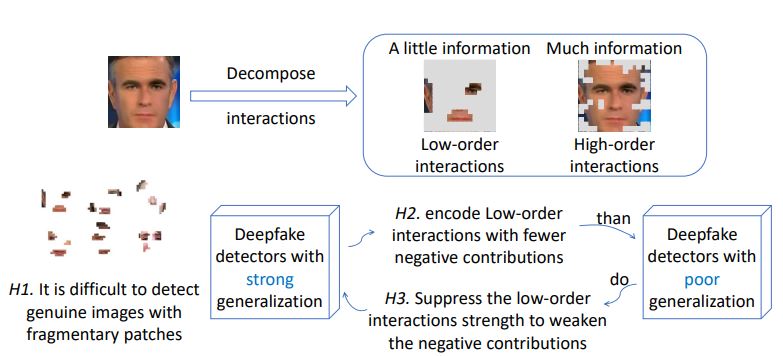 Decompose
interactions
A little information
Much information
Low-order
interactions
High-order
interactions
H1. It is difficult to detect
genuine images with
fragmentary patches
Deepfake
detectors with
strong
generalization
H2. encode Low-order
interactions with fewer
negative contributions
than
do
H3. Suppress the low-order
interactions strength to weaken
the negative contributions
Deepfake
detectors with
poor
generalization